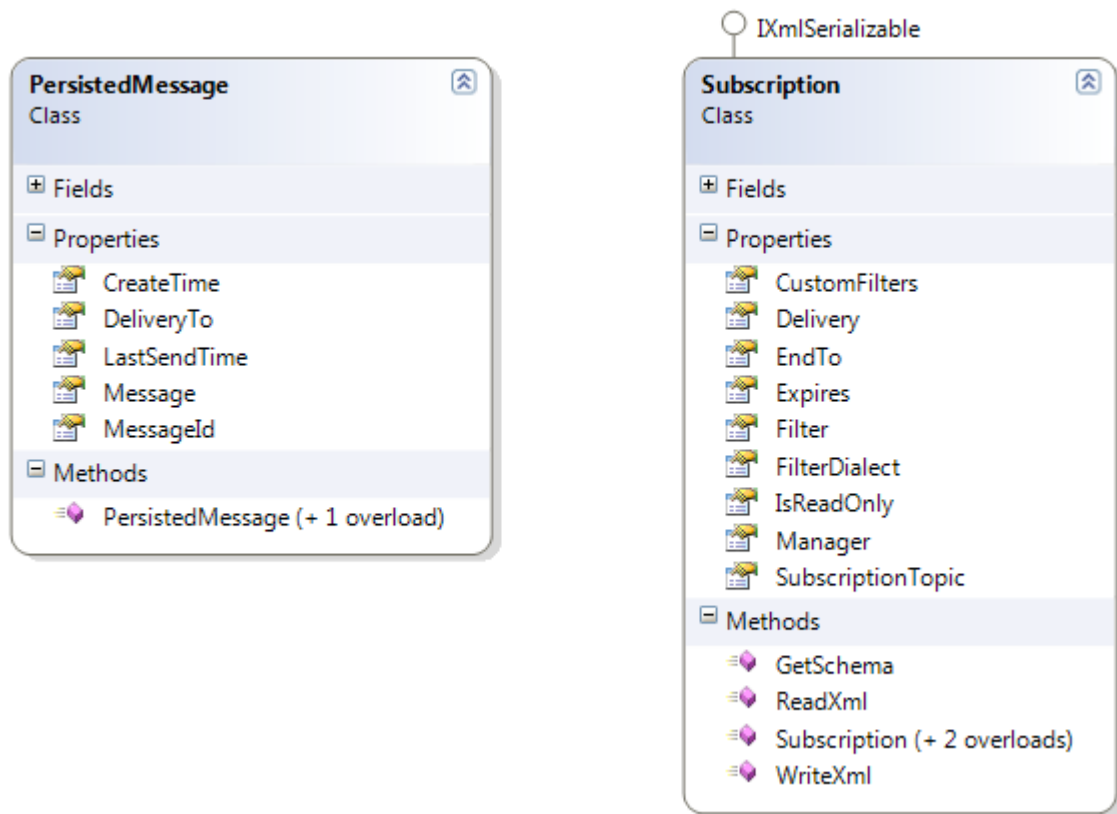 PersistedMessage
Class
Fields
Properties
CreateTime
DeliveryTo
LastSendTime
Message
MessageId
Methods
PersistedMessage (+ 1 overload)
IXmlSerializable
Subscription
Class
Fields
Properties
CustomFilters
Delivery
EndTo
Expires
Filter
FilterDialect
IsReadOnly
Manager
SubscriptionTopic
Methods
GetSchema
ReadXml
Subscription (+ 2 overloads)
WriteXml